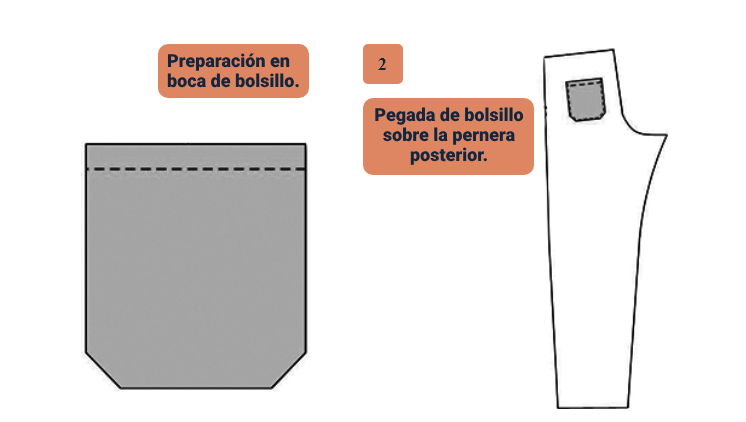 Preparación en
boca de bolsillo.
2
Pegada de bolsillo
sobre la pernera
posterior.